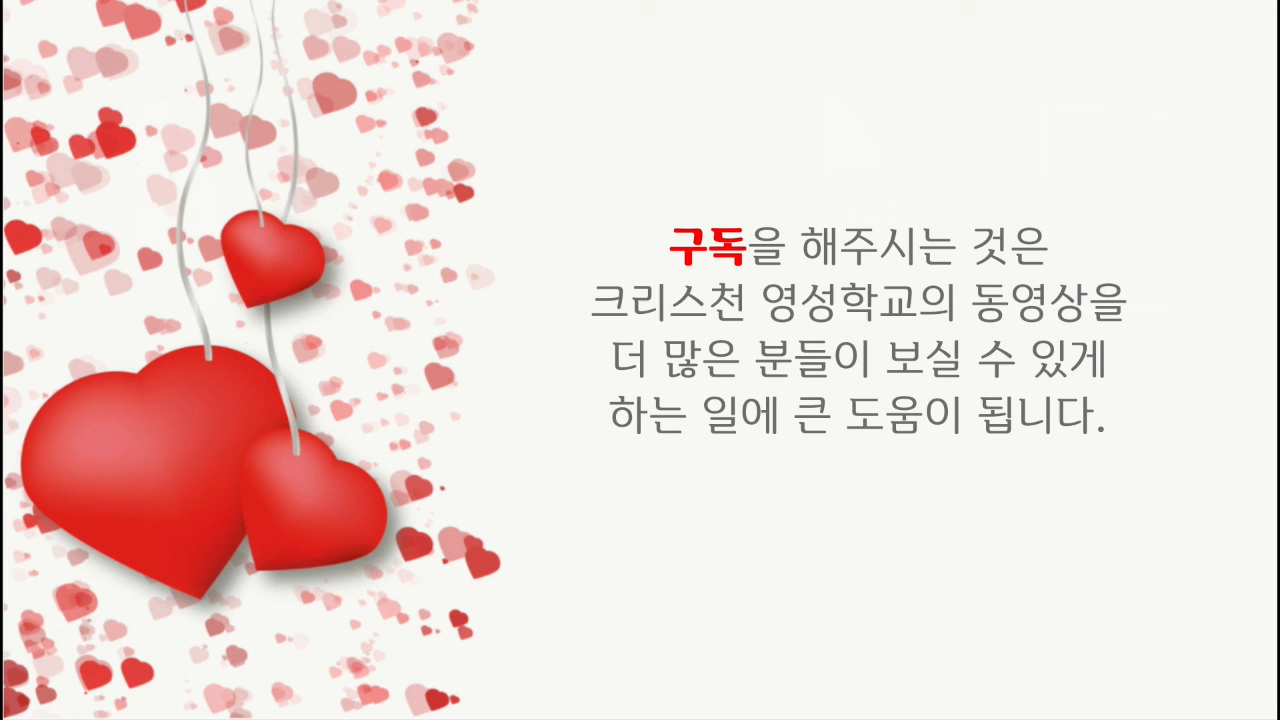 구독을 해주시는 것은
크리스천 영성학교의 동영상을
더 많은 분들이 보실 수 있게
하는 일에 큰 도움이 됩니다.